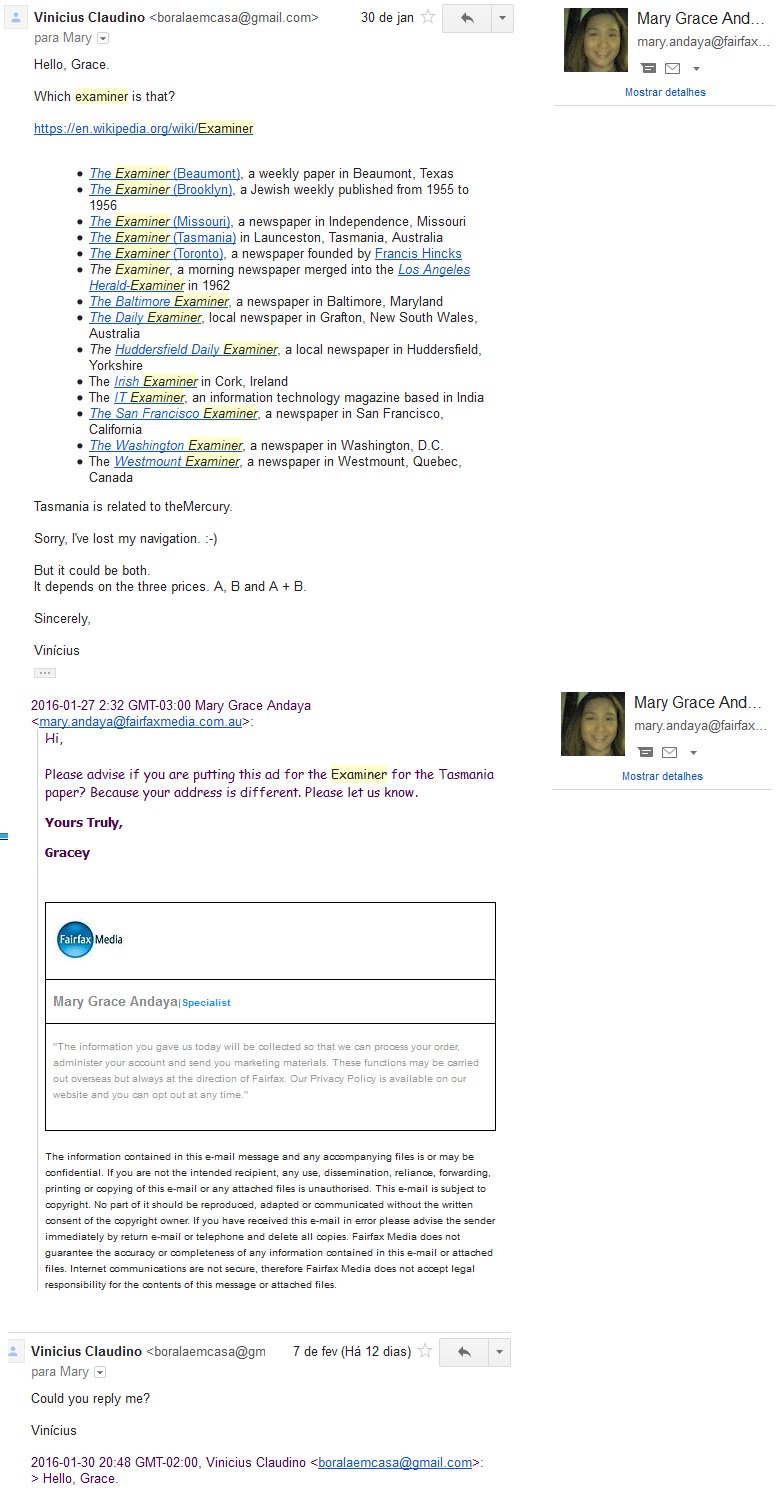 Vinicius Claudino <boralaemcasa@gmail.com> 30 de jan
para Mary
Mary Grace And...
mary.andaya@fairfax...
Mostrar detalhes
Hello, Grace.
Which examiner is that?
https://en.wikipedia.org/wiki/Examiner
• The Examiner (Beaumont), a weekly paper in Beaumont, Texas
• The Examiner (Brooklyn), a Jewish weekly published from 1955 to
1956
• The Examiner (Missouri), a newspaper in Independence, Missouri
• The Examiner (Tasmania) in Launceston, Tasmania, Australia
• The Examiner (Toronto), a newspaper founded by Francis Hincks
• The Examiner, a morning newspaper merged into the Los Angeles
Herald-Examiner in 1962
• The Baltimore Examiner, a newspaper in Baltimore, Maryland
• The Daily Examiner, local newspaper in Grafton, New South Wales,
Australia
• The Huddersfield Daily Examiner, a local newspaper in Huddersfield,
Yorkshire
• The Irish Examiner in Cork, Ireland
• The IT Examiner, an information technology magazine based in India
• The San Francisco Examiner, a newspaper in San Francisco,
California
• The Washington Examiner, a newspaper in Washington, D.C.
• The Westmount Examiner, a newspaper in Westmount, Quebec,
Canada
Tasmania is related to theMercury.
Sorry, I've lost my navigation. :-)
But it could be both.
It depends on the three prices. A, B and A + B.
Sincerely,
Vinícius
2016-01-27 2:32 GMT-03:00 Mary Grace Andaya
<mary.andaya@fairfaxmedia.com.au>:
Mary Grace And...
mary.andaya@fairfax...
Mostrar detalhes
Hi,
Please advise if you are putting this ad for the Examiner for the Tasmania
paper? Because your address is different. Please let us know.
Yours Truly,
Gracey
Fairfax Media
Mary Grace Andaya|Specialist
"The information you gave us today will be collected so that we can process your order,
administer your account and send you marketing materials. These functions may be carried
out overseas but always at the direction of Fairfax. Our Privacy Policy is available on our
website and you can opt out at any time."
The information contained in this e-mail message and any accompanying files is or may be
confidential. If you are not the intended recipient, any use, dissemination, reliance, forwarding,
printing or copying of this e-mail or any attached files is unauthorised. This e-mail is subject to
copyright. No part of it should be reproduced, adapted or communicated without the written
consent of the copyright owner. If you have received this e-mail in error please advise the sender
immediately by return e-mail or telephone and delete all copies. Fairfax Media does not
guarantee the accuracy or completeness of any information contained in this e-mail or attached
files. Internet communications are not secure, therefore Fairfax Media does not accept legal
responsibility for the contents of this message or attached files.
Vinicius Claudino <boralaemcasa@gm 7 de fev (Há 12 dias)
para Mary
Could you reply me?
Vinícius
2016-01-30 20:48 GMT-02:00, Vinicius Claudino <boralaemcasa@gmail.com>:
> Hello, Grace.